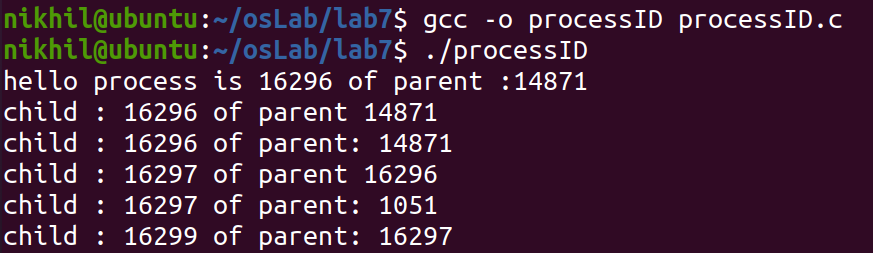 nikhil@ubuntu:~/osLab/lab7$ gcc -o processID processID.c
nikhil@ubuntu:~/osLab/lab7$ ./processID
hello process is 16296 of parent :14871
child : 16296 of parent 14871
child : 16296 of parent: 14871
child : 16297 of parent 16296
child : 16297 of parent: 1051
child : 16299 of parent: 16297